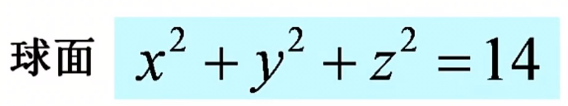 球面 x² + y² + z² = 14